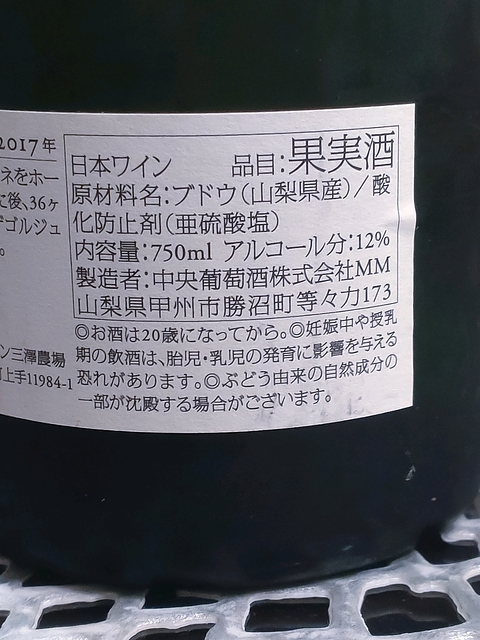 2017年
ネをホー
た後、36ヶ
ゴルジュ
。
ン三澤農場
町上手11984-1
日本ワイン 品目:果実酒
原材料名:ブドウ(山梨県産)/酸
化防止剤(亜硫酸塩)
内容量:750ml アルコール分:12%
製造者:中央葡萄酒株式会社MM
山梨県甲州市勝沼町等々力173
◎お酒は20歳になってから。◎妊娠中や授乳
期の飲酒は、胎児・乳児の発育に影響を与える
恐れがあります。◎ぶどう由来の自然成分の
一部が沈殿する場合がございます。